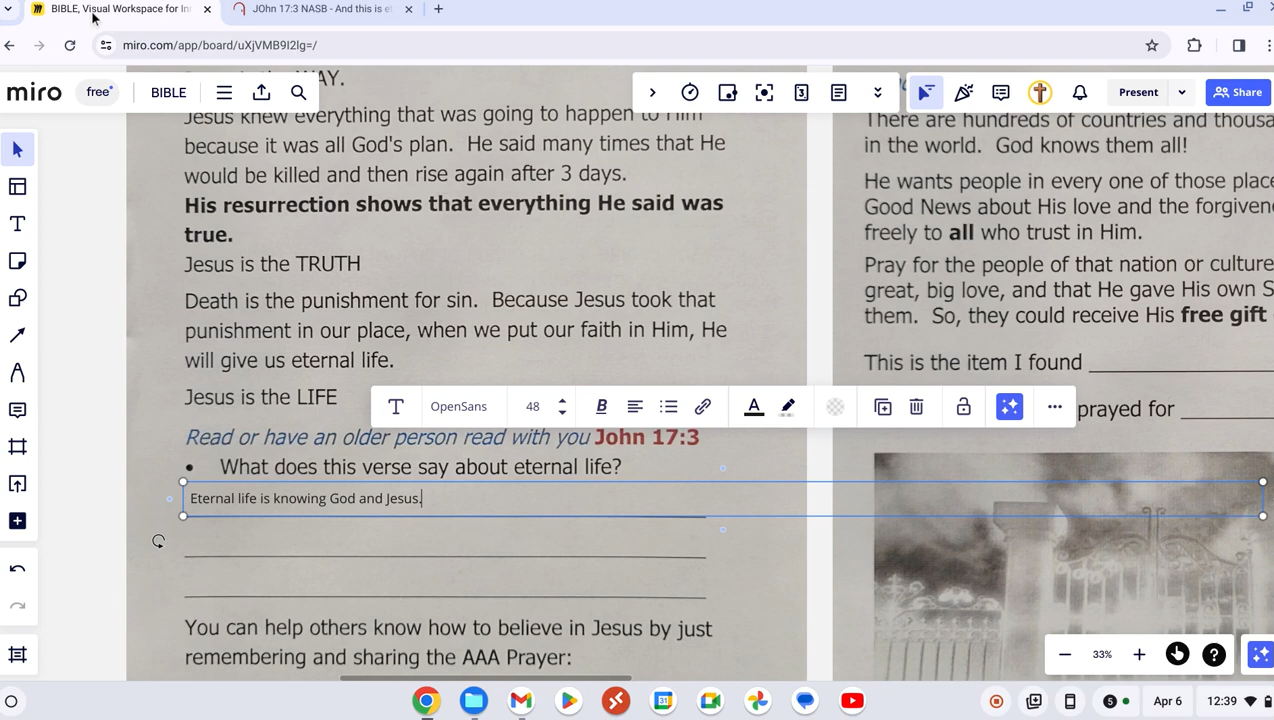 BIBLE, Visual Workspace for In
JOhn 17:3 NASB - And this is e
miro.com/app/board/uXjVMB9I2lg=/
miro
free
BIBLE
3
Present
Share
WAY.
Jesus knew everything that was going to happen to Him
because it was all God's plan. He said many times that He
would be killed and then rise again after 3 days.
His resurrection shows that everything He said was
true.
Jesus is the TRUTH
Death is the punishment for sin. Because Jesus took that
punishment in our place, when we put our faith in Him, He
will give us eternal life.
Jesus is the LIFE
OpenSans
48
B
A
Read or have an older person read with you John 17:3
• What does this verse say about eternal life?
Eternal life is knowing God and Jesus.
You can help others know how to believe in Jesus by just
remembering and sharing the AAA Prayer:
There are hundreds of countries and thousa
in the world. God knows them all!
He wants people in every one of those place
Good News about His love and the forgiven
freely to all who trust in Him.
Pray for the people of that nation or culture
great, big love, and that He gave His own S
them. So, they could receive His free gift
This is the item I found
prayed for
33%
5
Apr 6
12:39